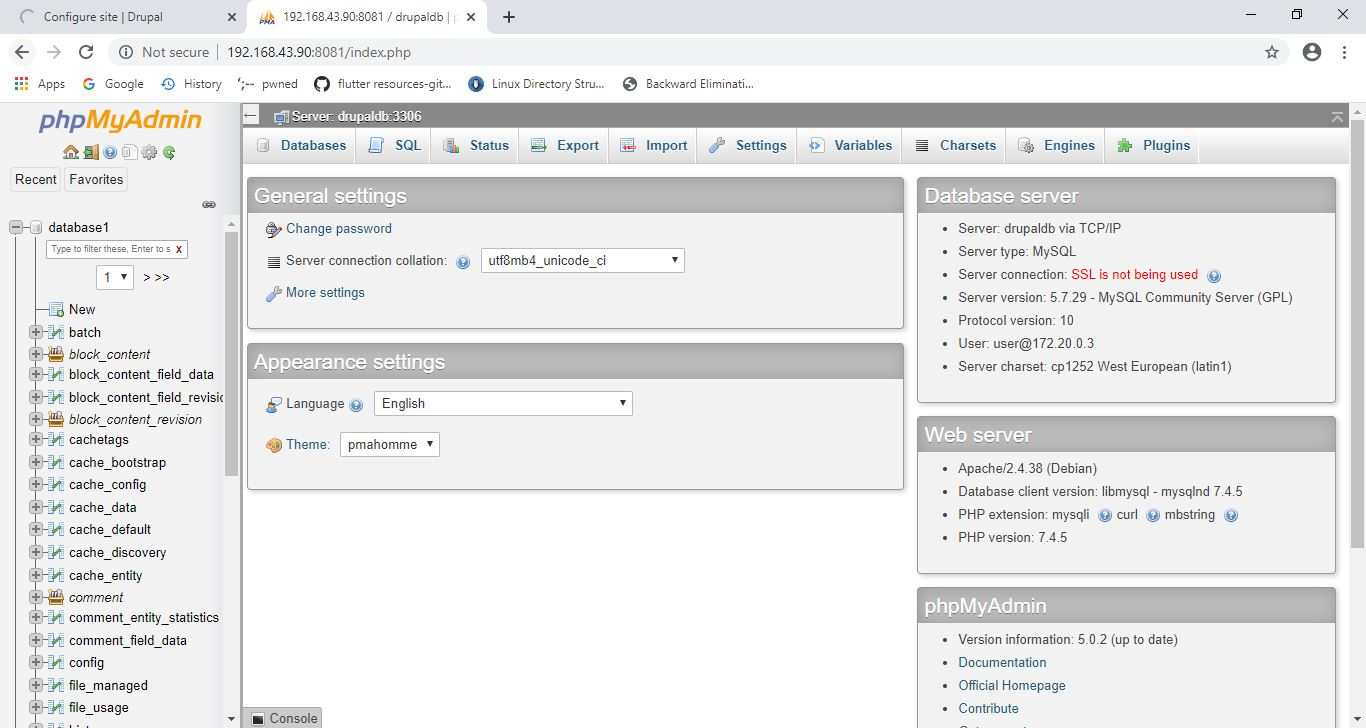 Configure site | Drupal
192.168.43.90:8081 / drupaldb | p
Not secure | 192.168.43.90:8081/index.php
Apps Google History pwned flutter resources-git... Linux Directory Stru... Backward Eliminati...
phpMyAdmin
Recent Favorites
database1
Type to filter these, Enter to s X
1 > >>
New
batch
block_content
block_content_field_data
block_content_field_revisio
block_content_revision
cachetags
cache_bootstrap
cache_config
cache_data
cache_default
cache_discovery
cache_entity
comment
comment_entity_statistics
comment_field_data
config
file_managed
file_usage
Server: drupaldb:3306
Databases SQL Status Export Import Settings Variables Charsets Engines Plugins
General settings
Change password
Server connection collation: utf8mb4_unicode_ci
More settings
Appearance settings
Language English
Theme: pmahomme
Database server
Server: drupaldb via TCP/IP
Server type: MySQL
Server connection: SSL is not being used
Server version: 5.7.29 - MySQL Community Server (GPL)
Protocol version: 10
User: user@172.20.0.3
Server charset: cp1252 West European (latin1)
Web server
Apache/2.4.38 (Debian)
Database client version: libmysql - mysqlnd 7.4.5
PHP extension: mysqli curl mbstring
PHP version: 7.4.5
phpMyAdmin
Version information: 5.0.2 (up to date)
Documentation
Official Homepage
Contribute
Console